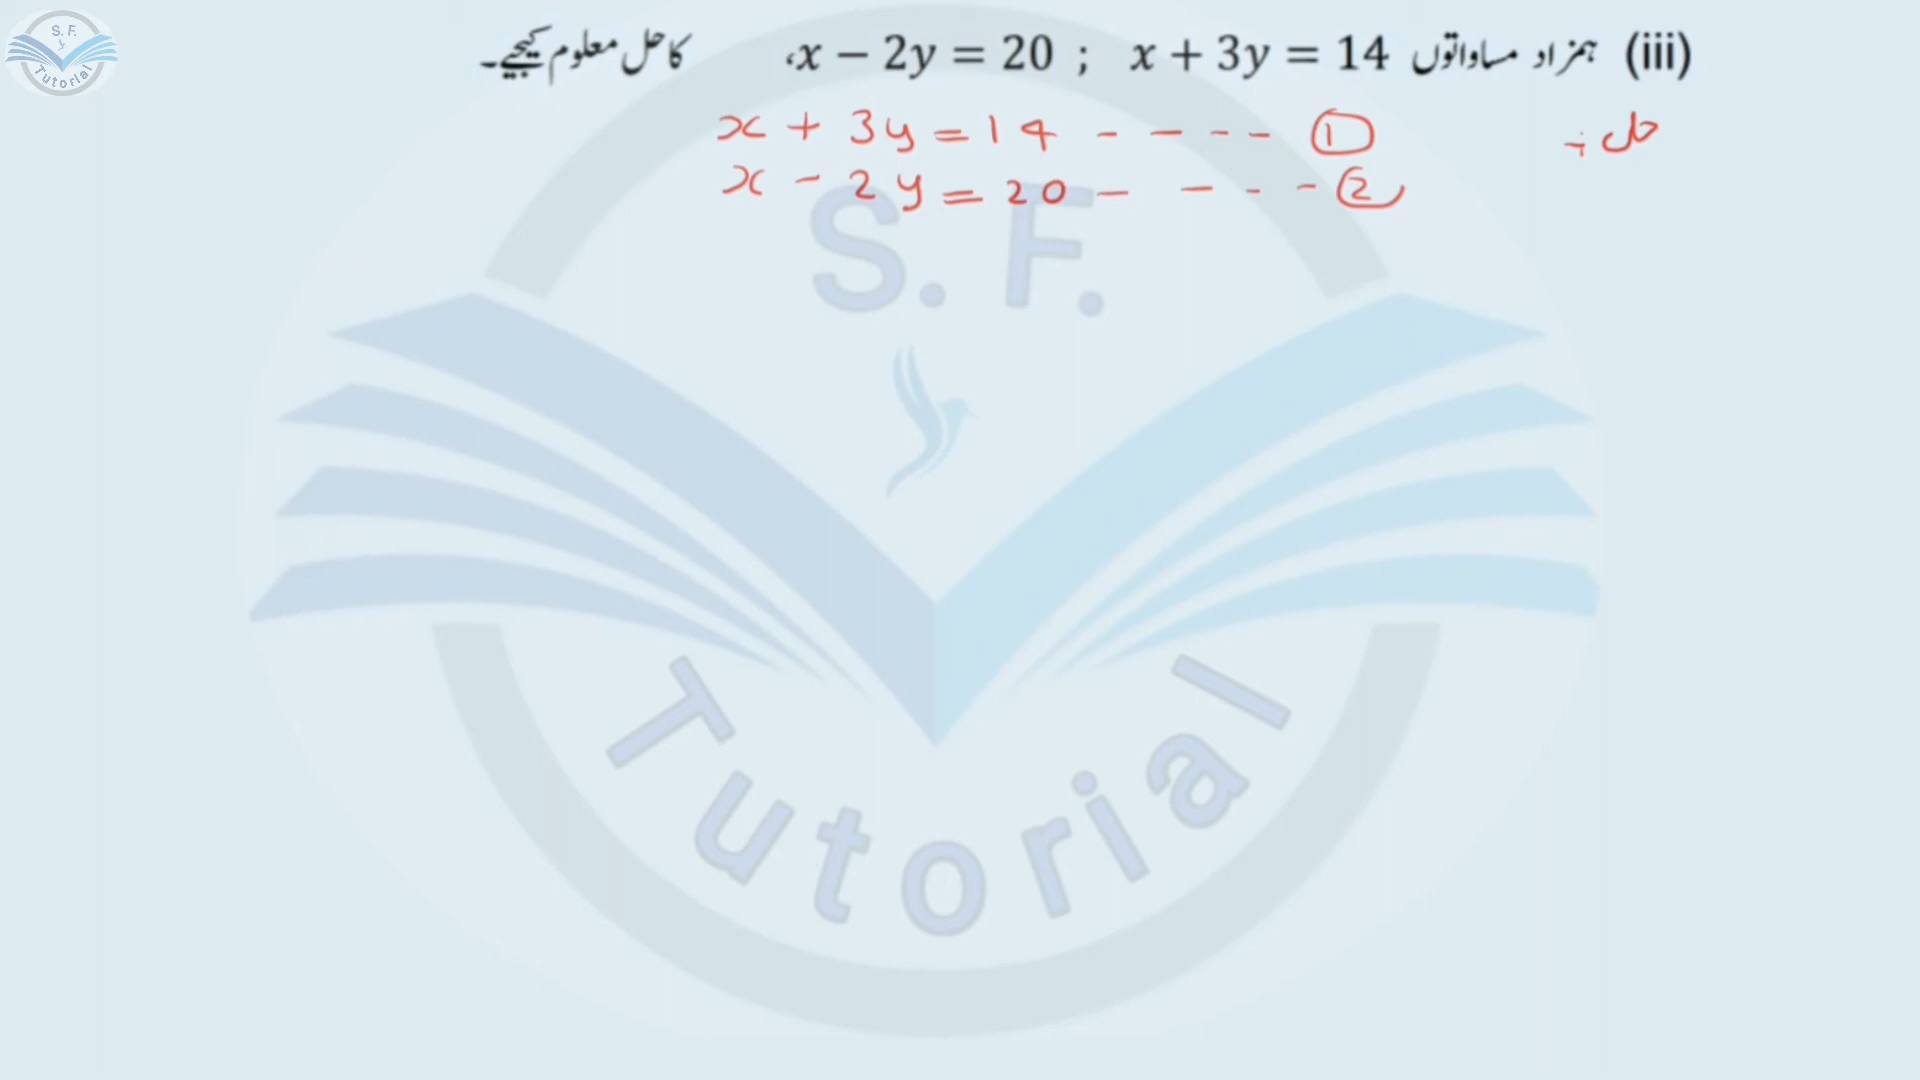 S. F.
Tutorial
(iii) ہمزاد مساواتوں x + 3y = 14 ; x − 2y = 20، کا حل معلوم کیجیے۔
حل :-
x + 3y = 14 - - - - ①
x - 2y = 20 - - - - ②
S. F.
Tutorial